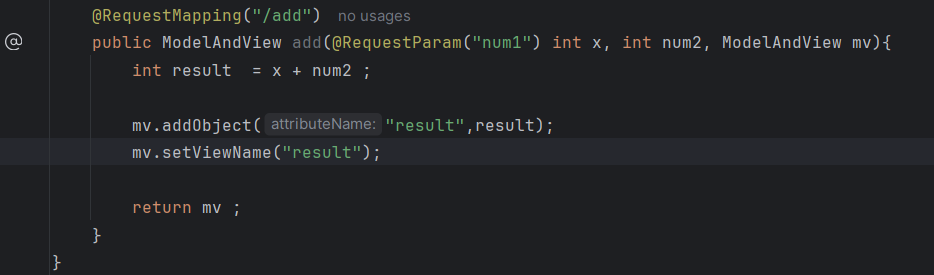 @RequestMapping("/add") no usages
@
public ModelAndView add(@RequestParam("num1") int x, int num2, ModelAndView mv){
int result  = x + num2 ;
mv.addObject( attributeName: "result",result);
mv.setViewName("result");
return mv ;
}
}